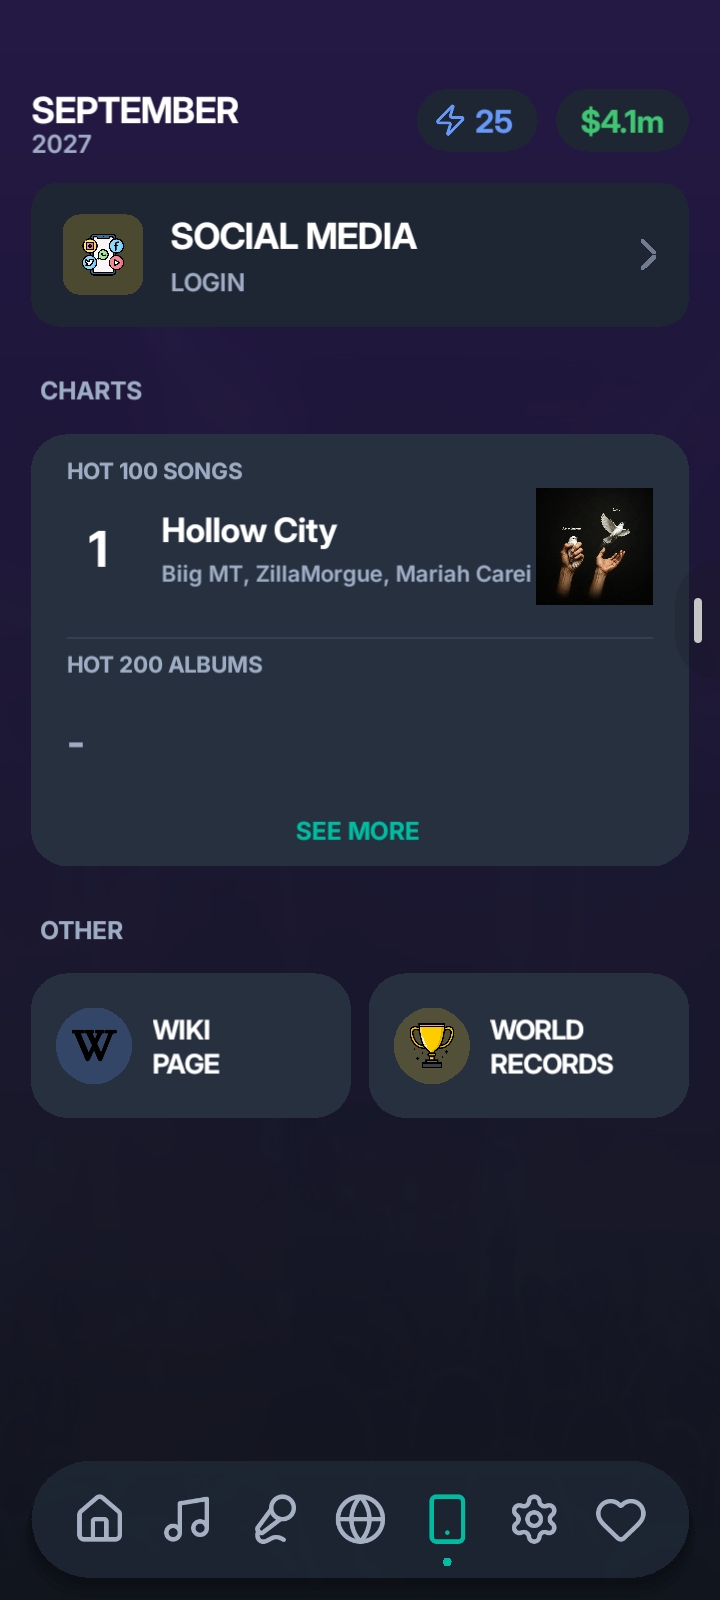 SEPTEMBER
2027
25
$4.1m
SOCIAL MEDIA
LOGIN
CHARTS
HOT 100 SONGS
1
Hollow City
Biig MT, ZillaMorgue, Mariah Carei
HOT 200 ALBUMS
-
SEE MORE
OTHER
W
WIKI
PAGE
WORLD
RECORDS